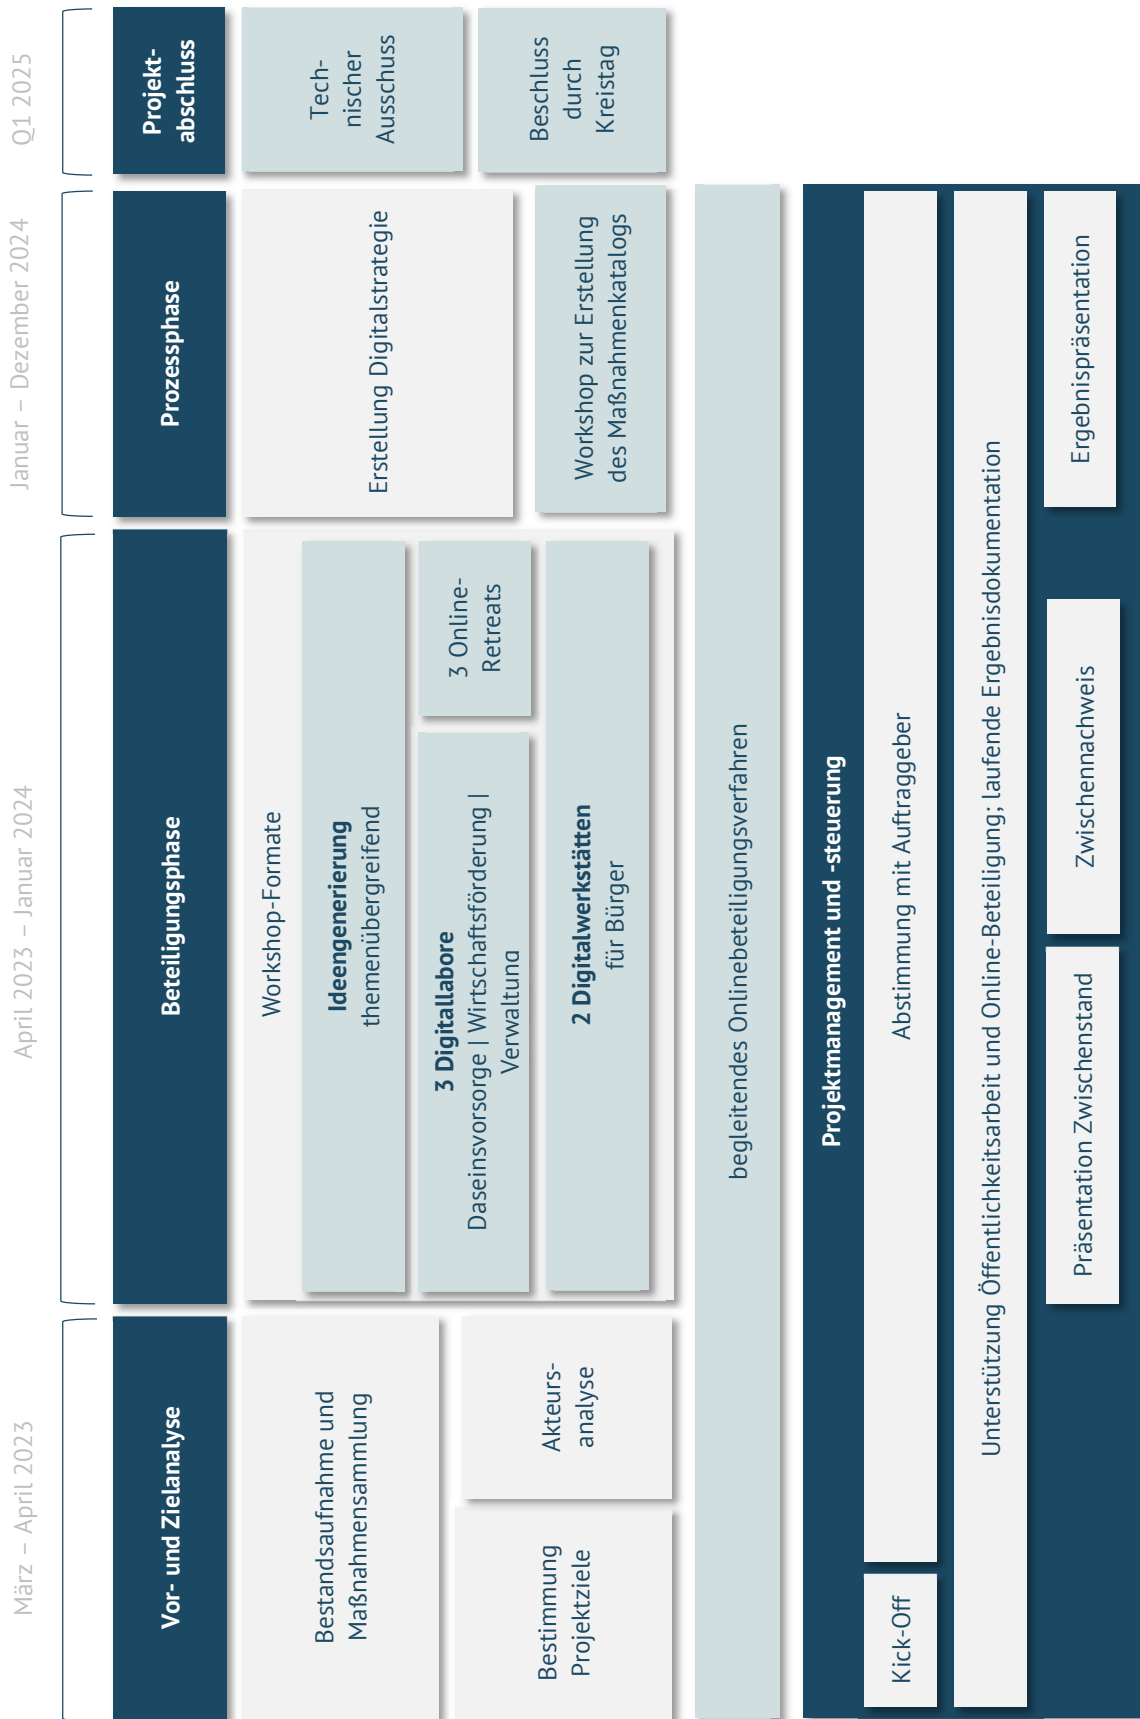 März – April 2023
April 2023 – Januar 2024
Januar – Dezember 2024
Q1 2025
Vor- und Zielanalyse
Beteiligungsphase
Prozessphase
Projekt-
abschluss
Bestandsaufnahme und
Maßnahmensammlung
Bestimmung
Projektziele
Akteurs-
analyse
Workshop-Formate
Ideengenerierung
themenübergreifend
3 Digitallabore
Daseinsvorsorge | Wirtschaftsförderung |
Verwaltung
3 Online-
Retreats
2 Digitalwerkstätten
für Bürger
Erstellung Digitalstrategie
Workshop zur Erstellung
des Maßnahmenkatalogs
Tech-
nischer
Ausschuss
Beschluss
durch
Kreistag
begleitendes Onlinebeteiligungsverfahren
Projektmanagement und -steuerung
Kick-Off
Abstimmung mit Auftraggeber
Unterstützung Öffentlichkeitsarbeit und Online-Beteiligung; laufende Ergebnisdokumentation
Präsentation Zwischenstand
Zwischennachweis
Ergebnispräsentation